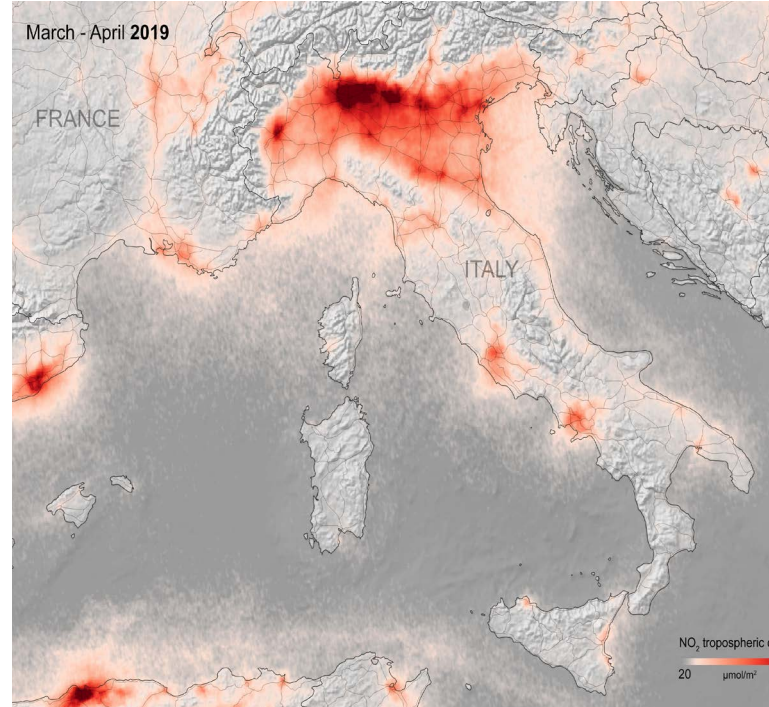 March - April 2019
FRANCE
ITALY
NO₂ tropospheric
20 µmol/m²